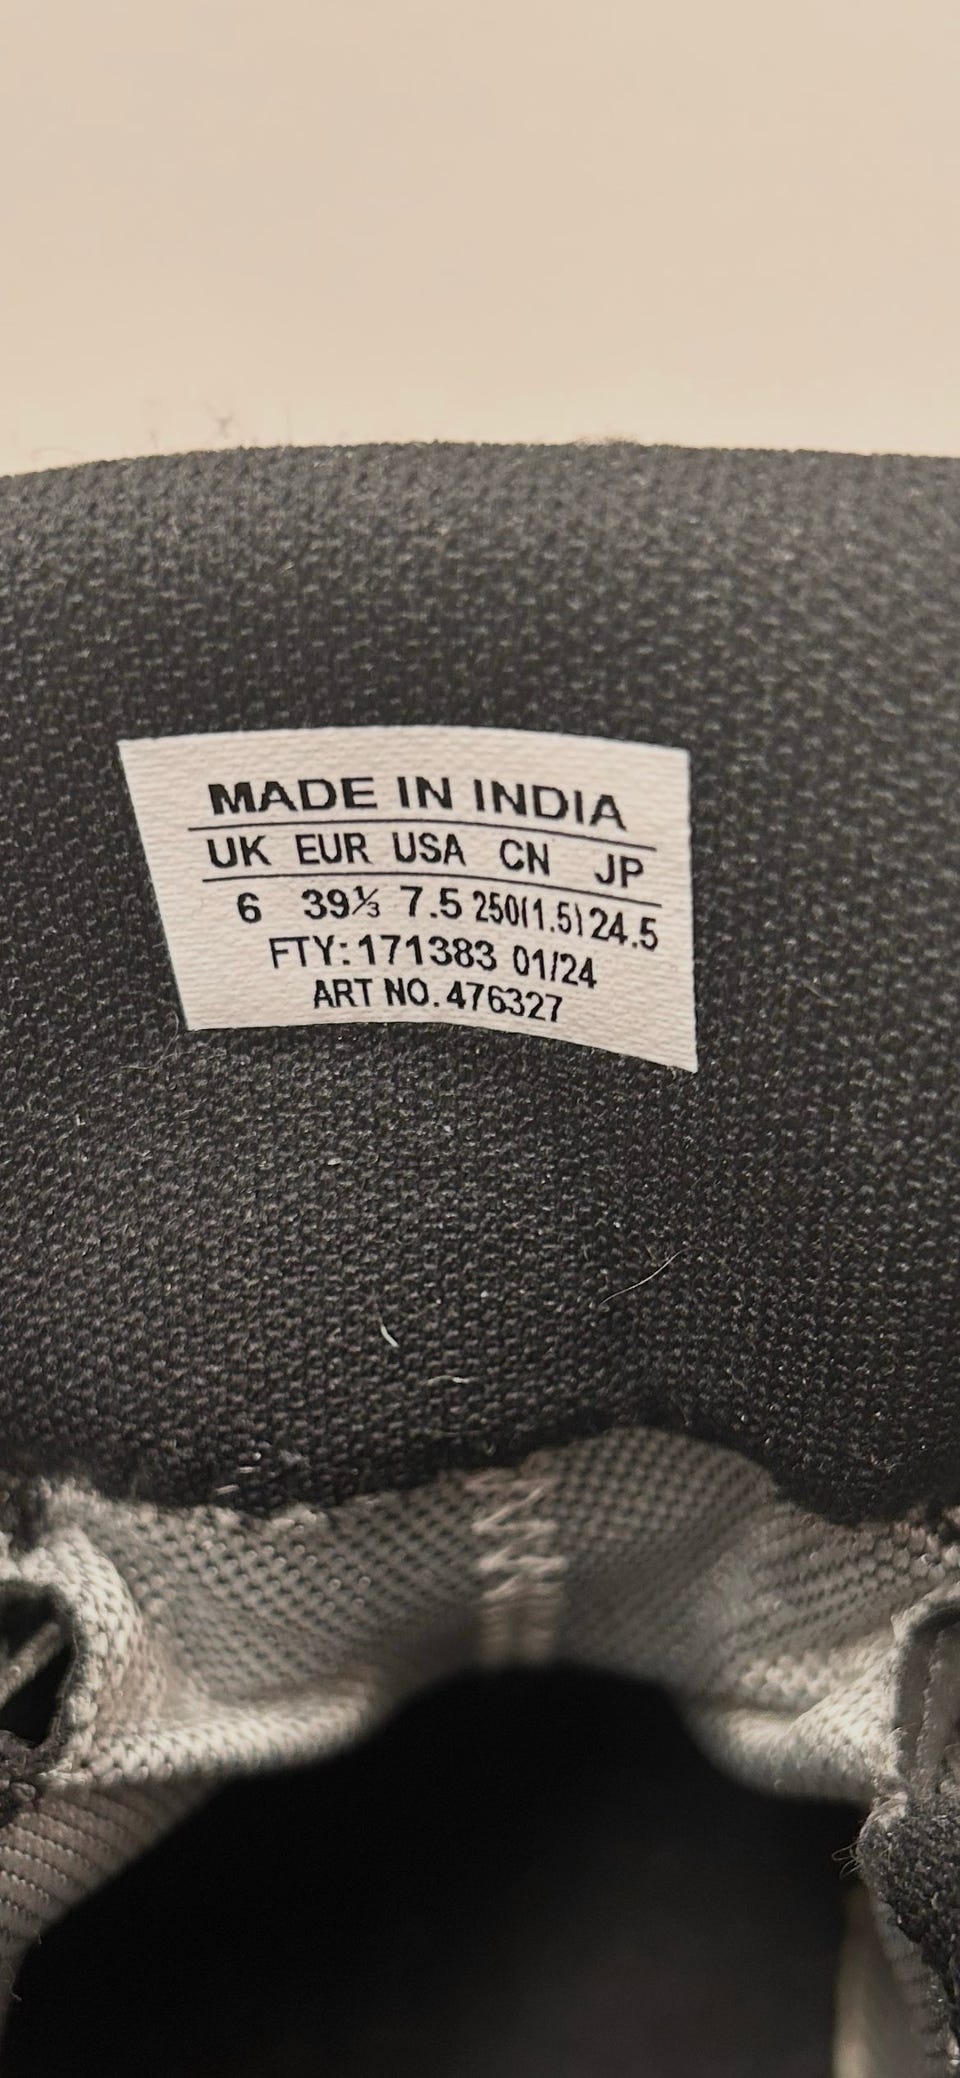 MADE IN INDIA
UK EUR USA CN JP
6 39⅓ 7.5 250(1.5) 24.5
FTY: 171383 01/24
ART NO. 476327